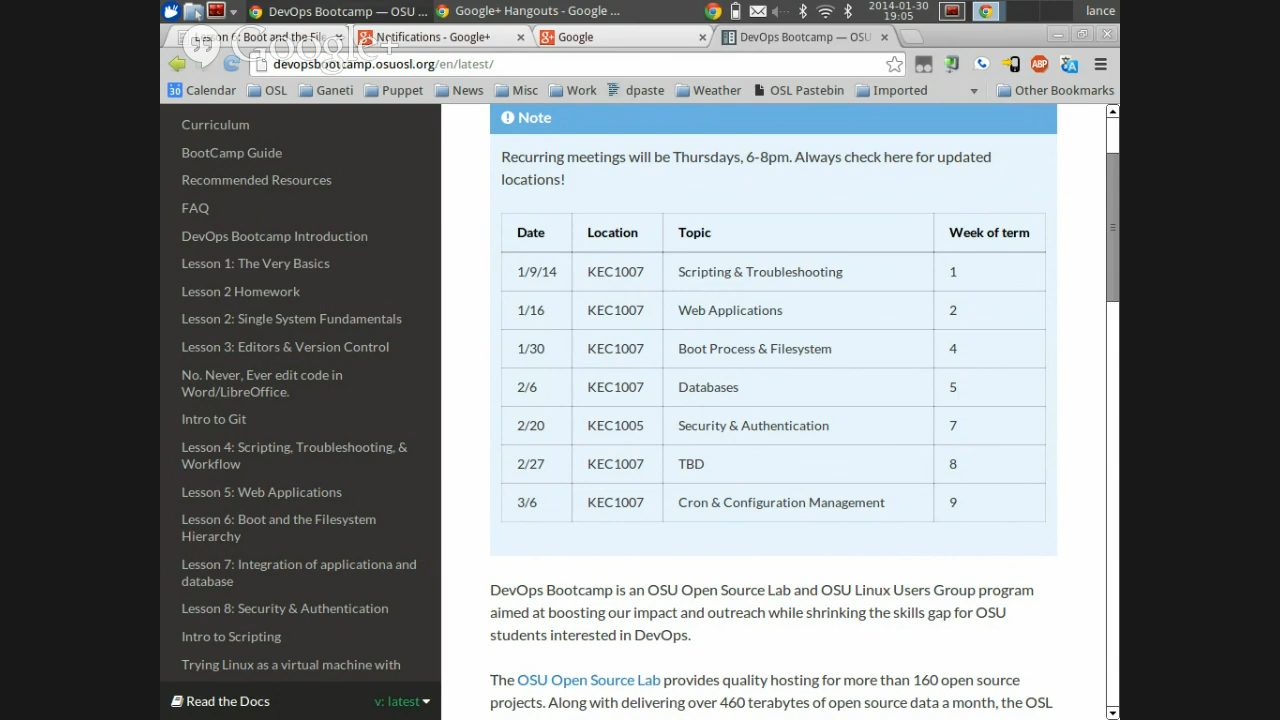 DevOps Bootcamp — OSU ...
Google+ Hangouts - Google ...
2014-01-30
19:05
lance
Lesson 6: Boot and the File
Notifications - Google+
Google
DevOps Bootcamp — OSU
Google+
devopsbootcamp.osuosl.org/en/latest/
ABP
30 Calendar
OSL
Ganeti
Puppet
News
Misc
Work
dpaste
Weather
OSL Pastebin
Imported
Other Bookmarks
Curriculum
BootCamp Guide
Recommended Resources
FAQ
DevOps Bootcamp Introduction
Lesson 1: The Very Basics
Lesson 2 Homework
Lesson 2: Single System Fundamentals
Lesson 3: Editors & Version Control
No. Never, Ever edit code in
Word/LibreOffice.
Intro to Git
Lesson 4: Scripting, Troubleshooting, &
Workflow
Lesson 5: Web Applications
Lesson 6: Boot and the Filesystem
Hierarchy
Lesson 7: Integration of applicationa and
database
Lesson 8: Security & Authentication
Intro to Scripting
Trying Linux as a virtual machine with
Read the Docs
v: latest
Note
Recurring meetings will be Thursdays, 6-8pm. Always check here for updated
locations!
Date Location Topic Week of term
1/9/14 KEC1007 Scripting & Troubleshooting 1
1/16 KEC1007 Web Applications 2
1/30 KEC1007 Boot Process & Filesystem 4
2/6 KEC1007 Databases 5
2/20 KEC1005 Security & Authentication 7
2/27 KEC1007 TBD 8
3/6 KEC1007 Cron & Configuration Management 9
DevOps Bootcamp is an OSU Open Source Lab and OSU Linux Users Group program
aimed at boosting our impact and outreach while shrinking the skills gap for OSU
students interested in DevOps.
The OSU Open Source Lab provides quality hosting for more than 160 open source
projects. Along with delivering over 460 terabytes of open source data a month, the OSL